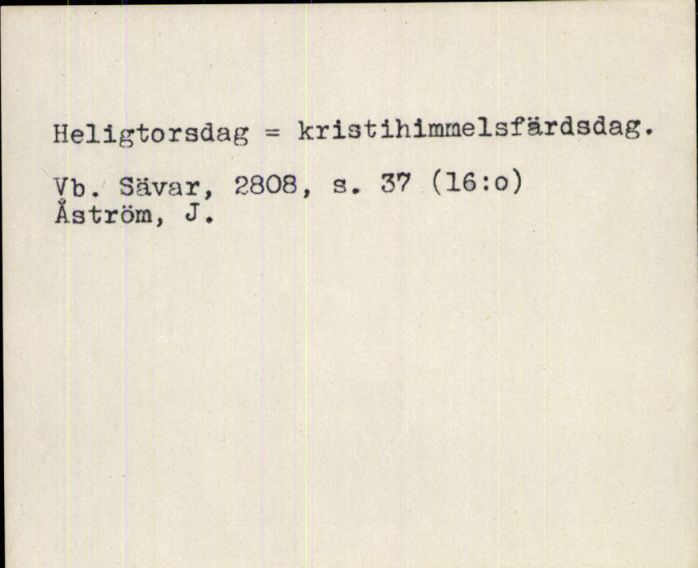 Heligtorsdag = kristihimmelsfärdsdag.
Vb. Sävar, 2808, s. 37 (16:o)
Åström, J.